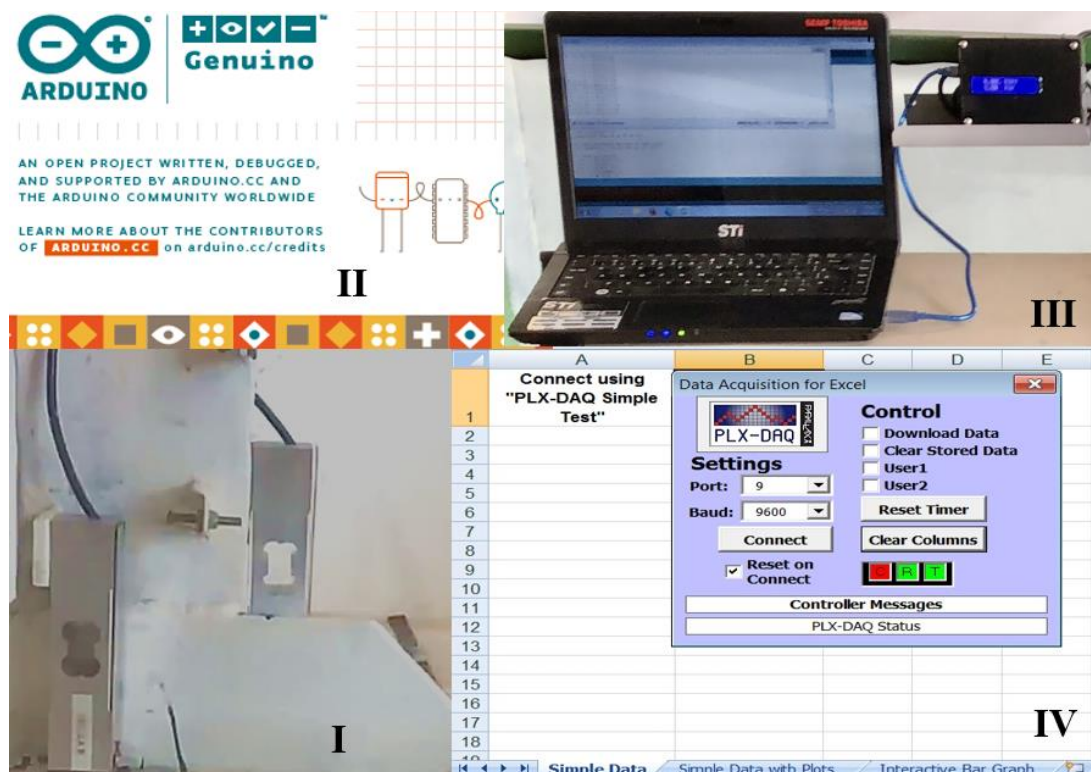 ARDUINO
Genuino
AN OPEN PROJECT WRITTEN, DEBUGGED,
AND SUPPORTED BY ARDUINO.CC AND
THE ARDUINO COMMUNITY WORLDWIDE
LEARN MORE ABOUT THE CONTRIBUTORS
OF ARDUINO.CC on arduino.cc/credits
II
SEMP TOSHIBA
STi
STi
III
I
A B C D E
1 Connect using
"PLX-DAQ Simple
Test"
2
3
4
5
6
7
8
9
10
11
12
13
14
15
16
17
18
Data Acquisition for Excel
PLX-DAQ
PARALLAX
Settings
Port: 9
Baud: 9600
Connect
Reset on
Connect
Control
Download Data
Clear Stored Data
User1
User2
Reset Timer
Clear Columns
C R T
Controller Messages
PLX-DAQ Status
IV
Simple Data Simple Data with Plots Interactive Bar Graph